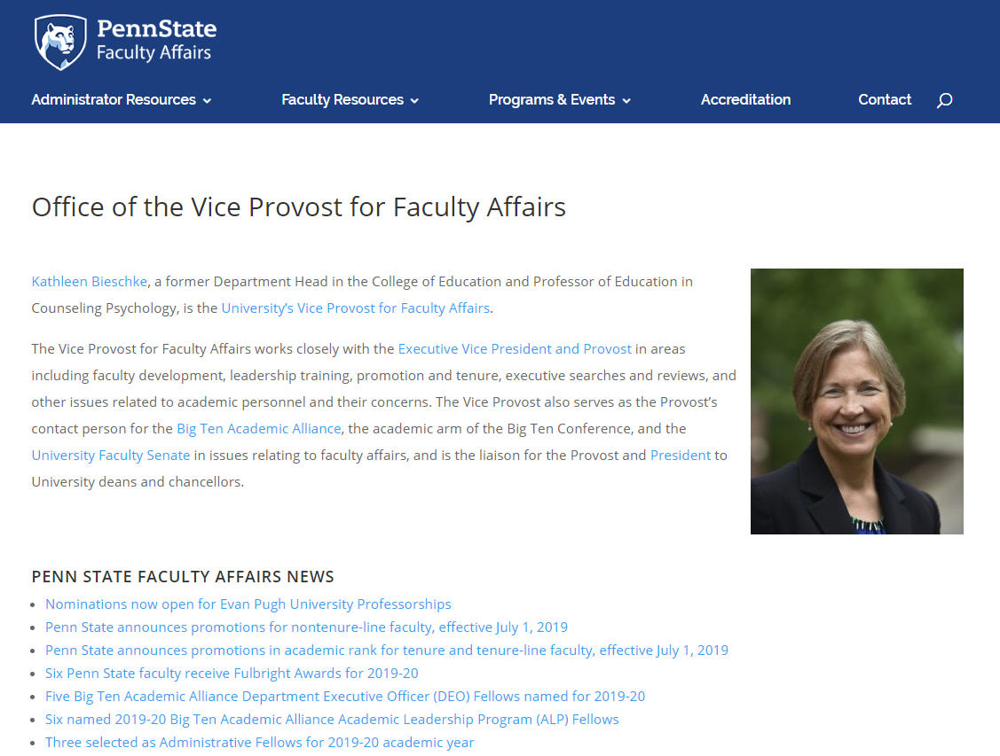 PennState
Faculty Affairs
Administrator Resources
Faculty Resources
Programs & Events
Accreditation
Contact
Office of the Vice Provost for Faculty Affairs
Kathleen Bieschke, a former Department Head in the College of Education and Professor of Education in
Counseling Psychology, is the University’s Vice Provost for Faculty Affairs.
The Vice Provost for Faculty Affairs works closely with the Executive Vice President and Provost in areas
including faculty development, leadership training, promotion and tenure, executive searches and reviews, and
other issues related to academic personnel and their concerns. The Vice Provost also serves as the Provost’s
contact person for the Big Ten Academic Alliance, the academic arm of the Big Ten Conference, and the
University Faculty Senate in issues relating to faculty affairs, and is the liaison for the Provost and President to
University deans and chancellors.
PENN STATE FACULTY AFFAIRS NEWS
Nominations now open for Evan Pugh University Professorships
Penn State announces promotions for nontenure-line faculty, effective July 1, 2019
Penn State announces promotions in academic rank for tenure and tenure-line faculty, effective July 1, 2019
Six Penn State faculty receive Fulbright Awards for 2019-20
Five Big Ten Academic Alliance Department Executive Officer (DEO) Fellows named for 2019-20
Six named 2019-20 Big Ten Academic Alliance Academic Leadership Program (ALP) Fellows
Three selected as Administrative Fellows for 2019-20 academic year